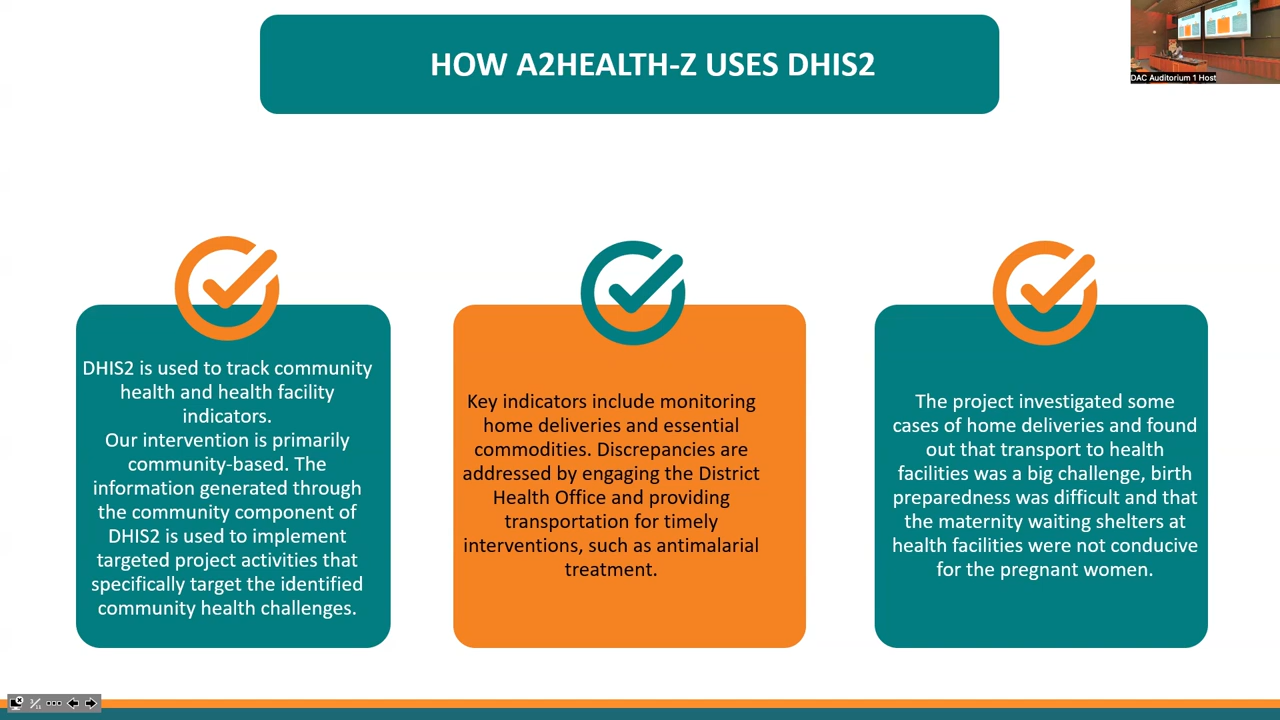 HOW A2HEALTH-Z USES DHIS2
DAC Auditorium 1 Host
DHIS2 is used to track community
health and health facility
indicators.
Our intervention is primarily
community-based. The
information generated through
the community component of
DHIS2 is used to implement
targeted project activities that
specifically target the identified
community health challenges.
Key indicators include monitoring
home deliveries and essential
commodities. Discrepancies are
addressed by engaging the District
Health Office and providing
transportation for timely
interventions, such as antimalarial
treatment.
The project investigated some
cases of home deliveries and found
out that transport to health
facilities was a big challenge, birth
preparedness was difficult and that
the maternity waiting shelters at
health facilities were not conducive
for the pregnant women.